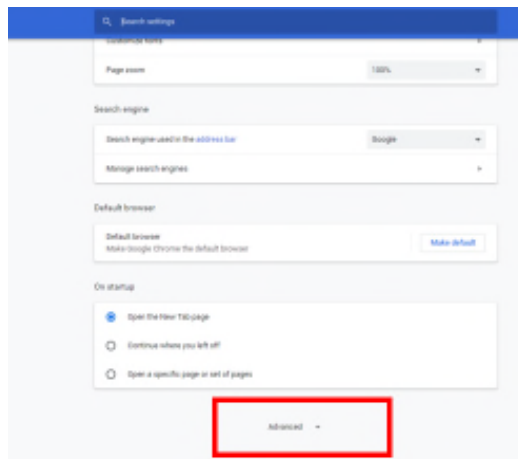 Search settings
Customize fonts
Page zoom
100%
Search engine
Search engine used in the address bar
Google
Manage search engines
Default browser
Default browser
Make Google Chrome the default browser
Make default
On startup
Open the New Tab page
Continue where you left off
Open a specific page or set of pages
Advanced